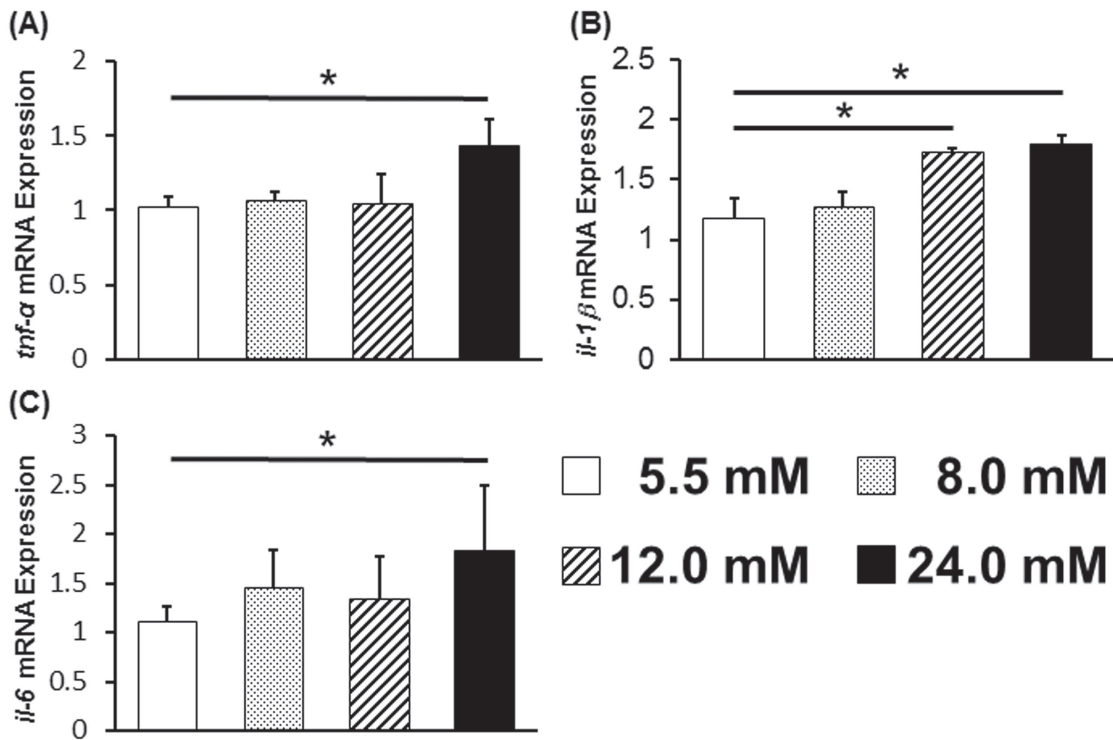 (A)
tnf-α mRNA Expression
2
1.5
1
0.5
0
*
(B)
il-1β mRNA Expression
2.5
2
1.5
1
0.5
0
*
*
(C)
il-6 mRNA Expression
3
2.5
2
1.5
1
0.5
0
*
5.5 mM
8.0 mM
12.0 mM
24.0 mM